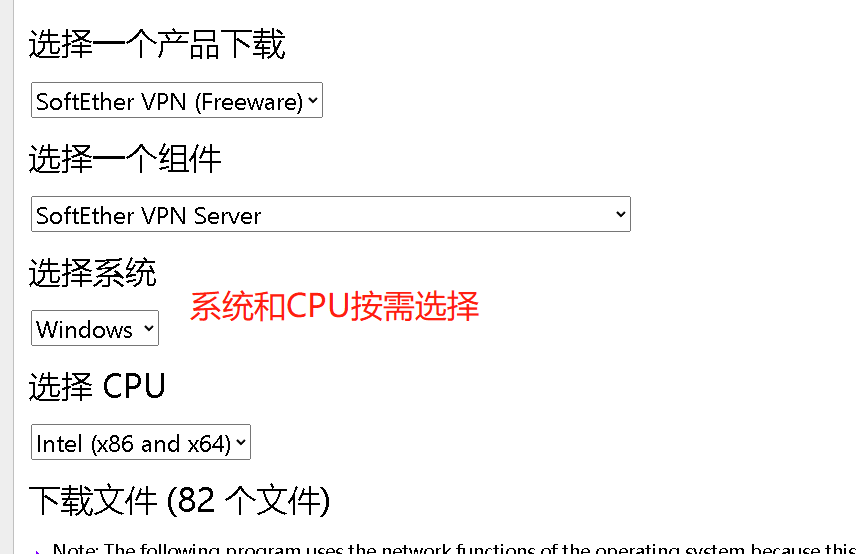 选择一个产品下载
SoftEther VPN (Freeware)
选择一个组件
SoftEther VPN Server
选择系统
系统和CPU按需选择
Windows
选择 CPU
Intel (x86 and x64)
下载文件 (82 个文件)
Note: The following program uses the network functions of the operating system because this